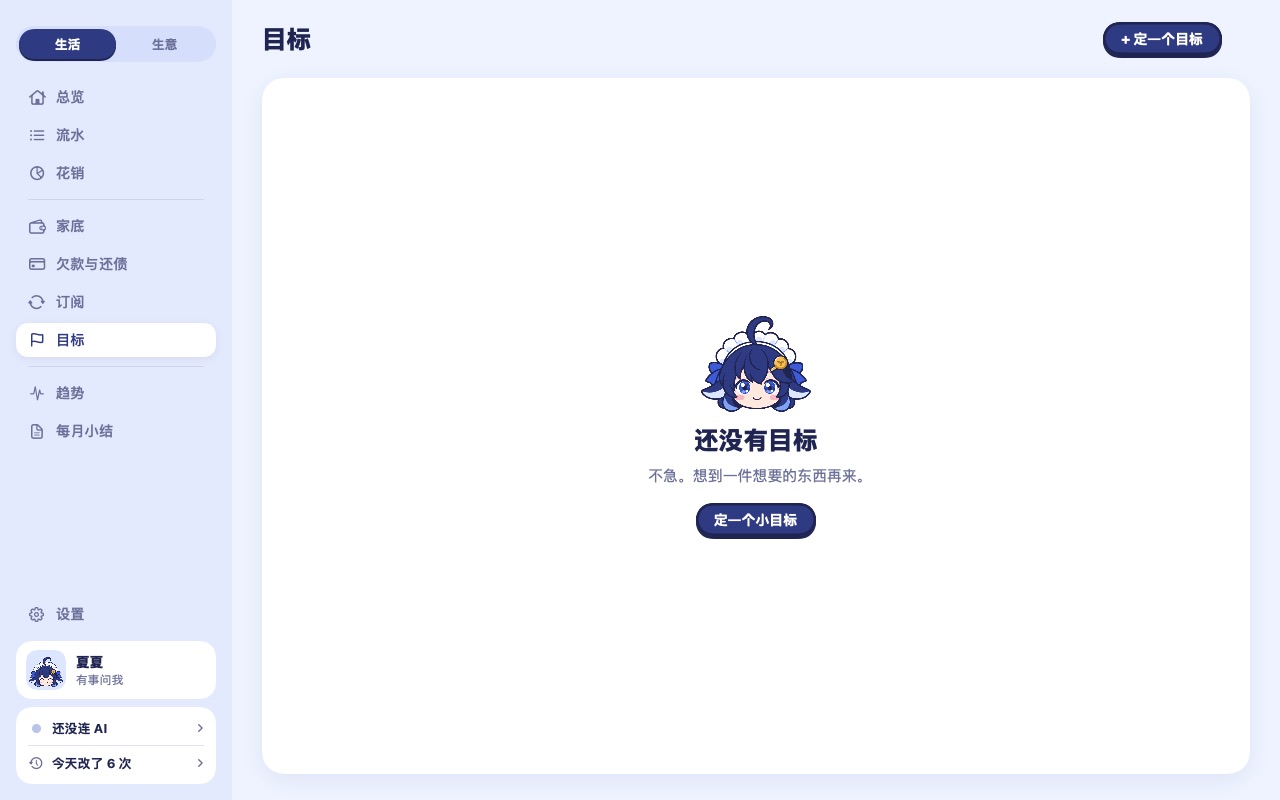 生活
生意
总览
流水
花销
家底
欠款与还债
订阅
目标
趋势
每月小结
设置
夏夏
有事问我
还没连 AI
今天改了 6 次
目标
+ 定一个目标
还没有目标
不急。想到一件想要的东西再来。
定一个小目标